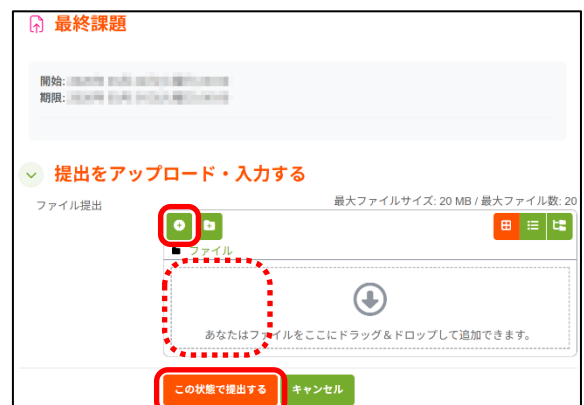 最終課題
開始:
期限:
提出をアップロード・入力する
ファイル提出
最大ファイルサイズ: 20 MB / 最大ファイル数: 20
ファイル
あなたはファイルをここにドラッグ＆ドロップして追加できます。
この状態で提出する
キャンセル